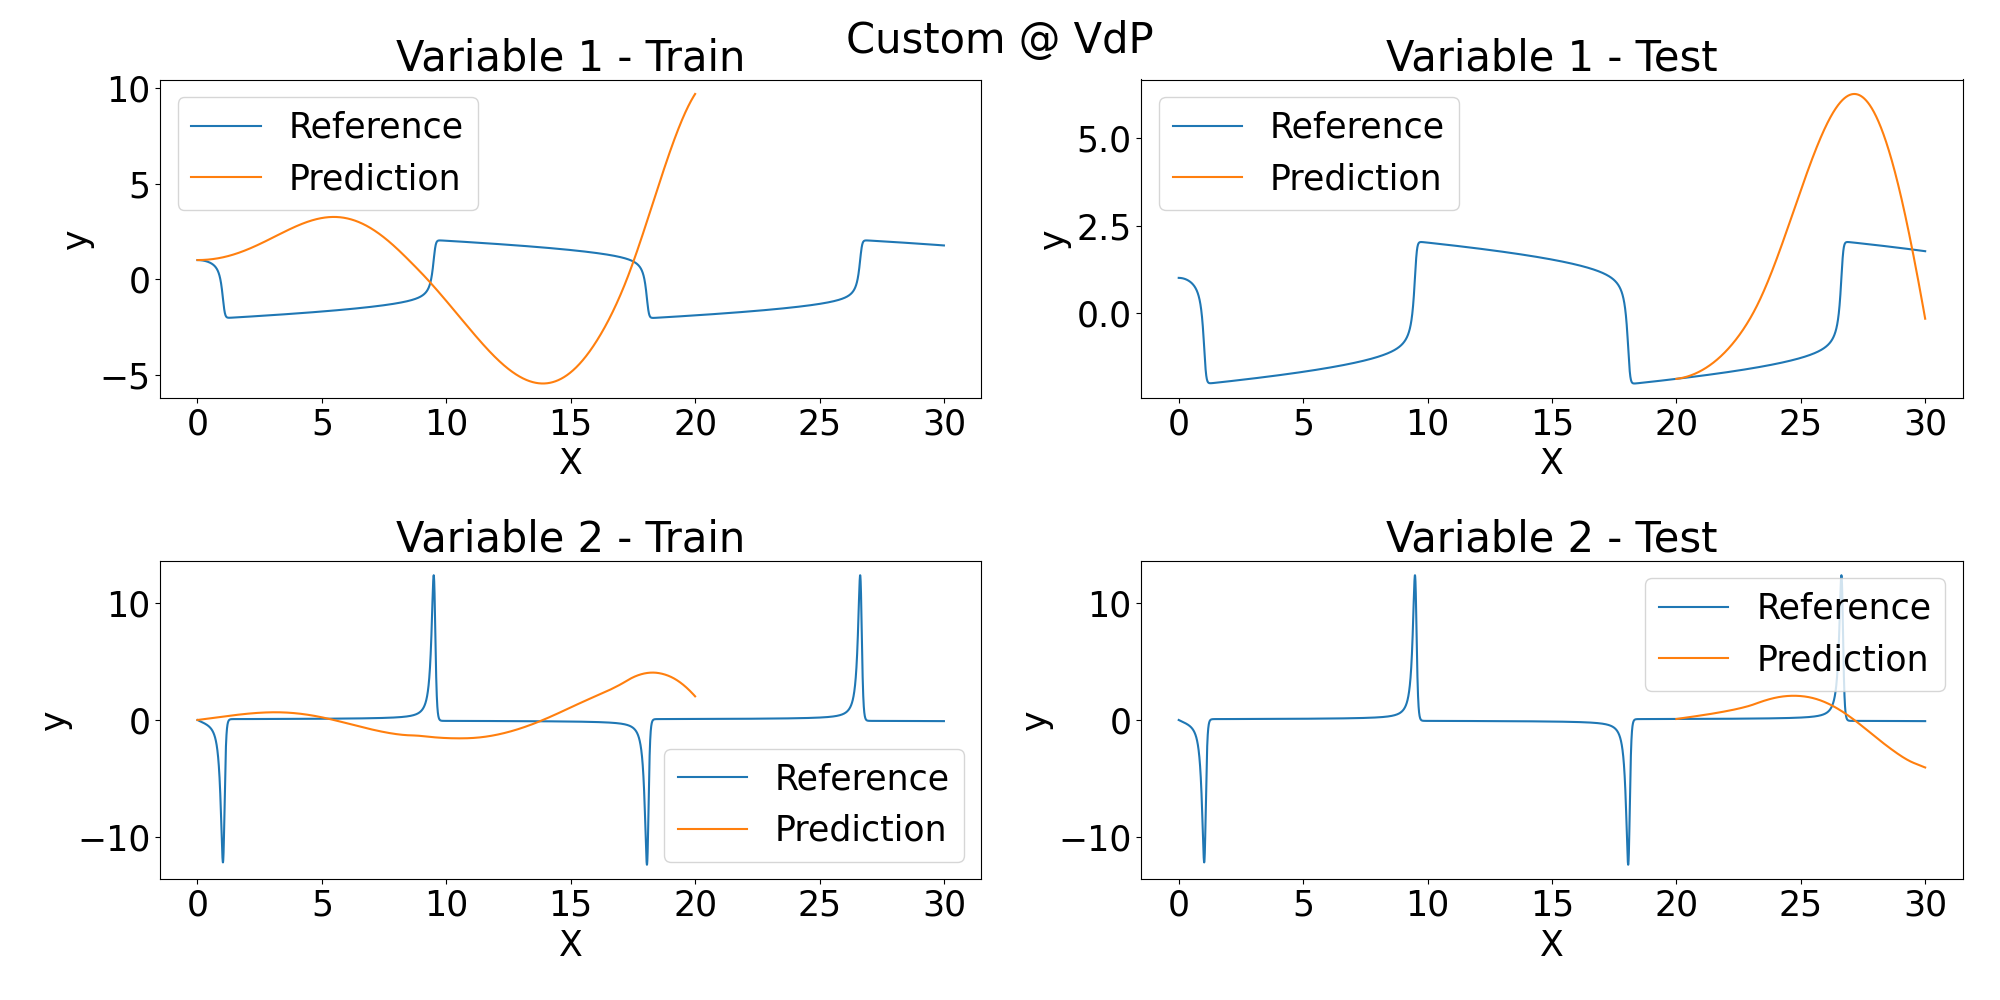 Custom @ VdP
Variable 1 - Train
10
5
0
−5
y
Reference
Prediction
0 5 10 15 20 25 30
X
Variable 1 - Test
5.0
2.5
0.0
y
Reference
Prediction
0 5 10 15 20 25 30
X
Variable 2 - Train
10
0
−10
y
Reference
Prediction
0 5 10 15 20 25 30
X
Variable 2 - Test
10
0
−10
y
Reference
Prediction
0 5 10 15 20 25 30
X